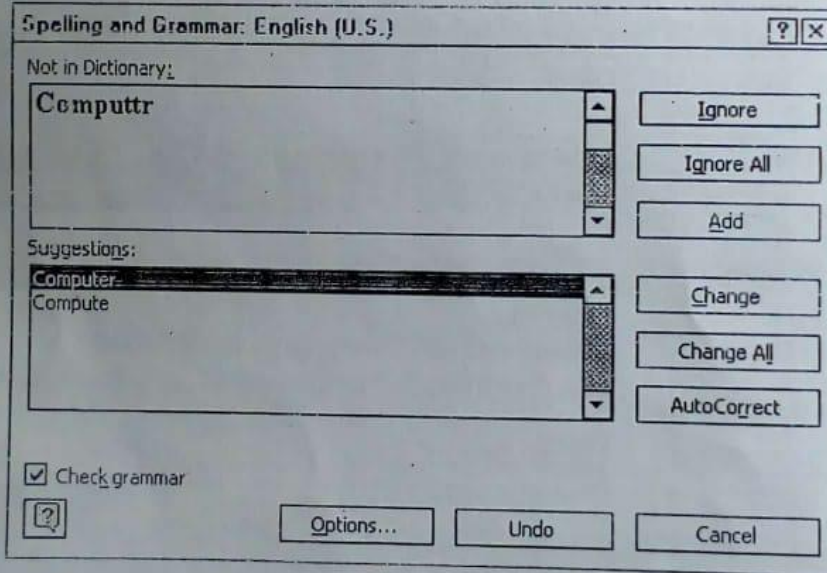 Spelling and Grammar: English (U.S.)
Not in Dictionary:
Computtr
Ignore
Ignore All
Add
Suggestions:
Computer
Compute
Change
Change All
AutoCorrect
Check grammar
Options...
Undo
Cancel